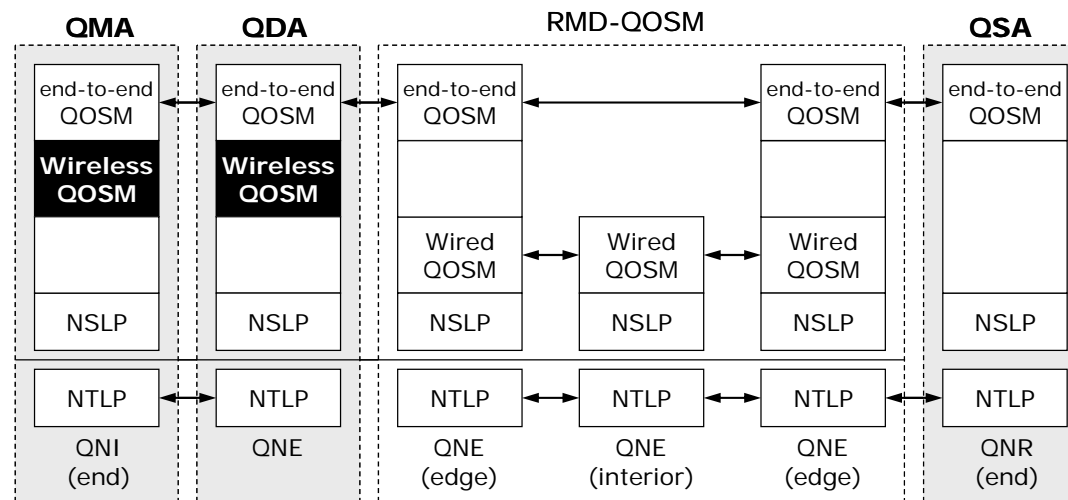 QMA QDA RMD-QOSM QSA
end-to-end end-to-end end-to-end end-to-end end-to-end
QOSM QOSM QOSM QOSM QOSM
Wireless Wireless
QOSM QOSM
Wired Wired Wired
QOSM QOSM QOSM
NSLP NSLP NSLP NSLP NSLP NSLP
NTLP NTLP NTLP NTLP NTLP NTLP
QNI QNE QNE QNE QNE QNR
(end) (edge) (interior) (edge) (end)